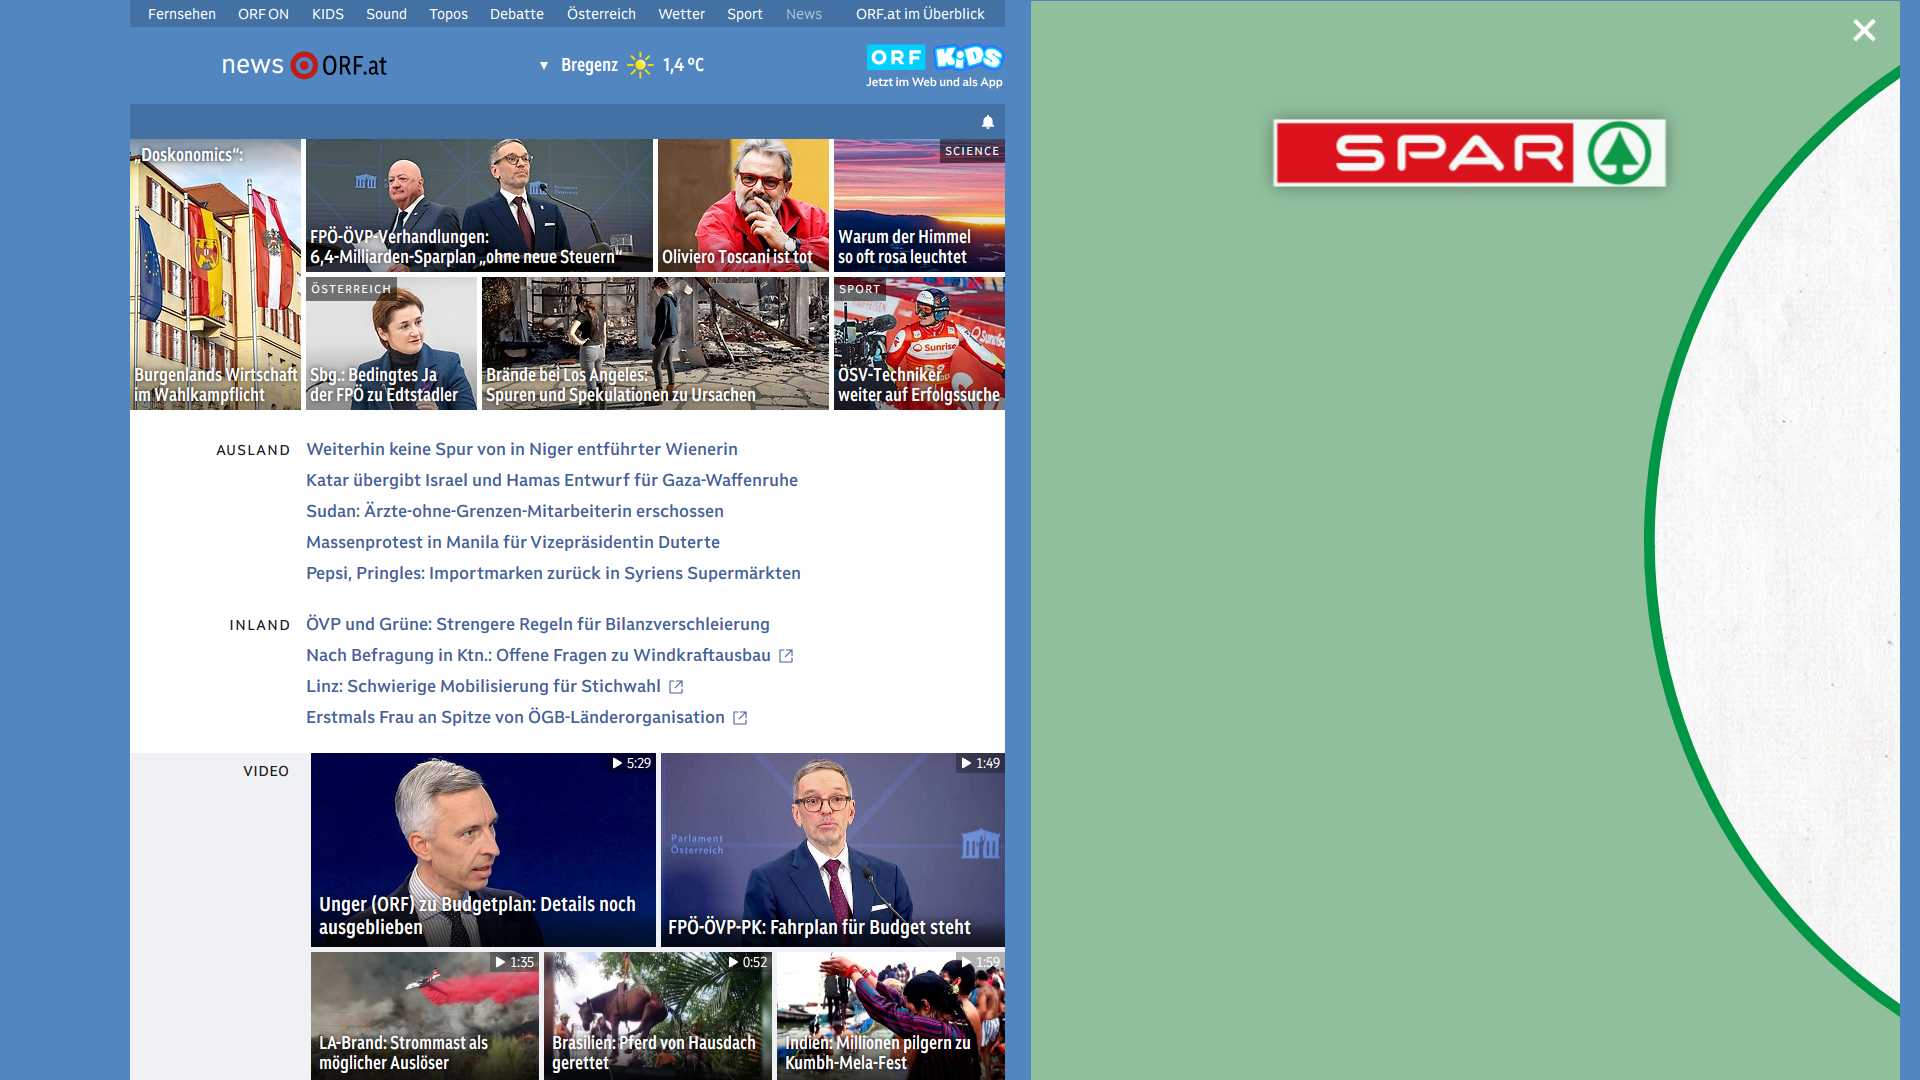 Fernsehen ORF ON KIDS Sound Topos Debatte Österreich Wetter Sport News ORF.at im Überblick
news ORF.at
▼ Bregenz 1,4 °C
ORF KiDS
Jetzt im Web und als App
SPAR
„Doskonomics“:
Burgenlands Wirtschaft
im Wahlkampflicht
Parlament
Österreich
FPÖ-ÖVP-Verhandlungen:
6,4-Milliarden-Sparplan „ohne neue Steuern“
Oliviero Toscani ist tot
SCIENCE
Warum der Himmel
so oft rosa leuchtet
ÖSTERREICH
Sbg.: Bedingtes Ja
der FPÖ zu Edtstadler
Brände bei Los Angeles:
Spuren und Spekulationen zu Ursachen
SPORT
Sunrise
Sunrise
ÖSV-Techniker
weiter auf Erfolgssuche
AUSLAND
Weiterhin keine Spur von in Niger entführter Wienerin
Katar übergibt Israel und Hamas Entwurf für Gaza-Waffenruhe
Sudan: Ärzte-ohne-Grenzen-Mitarbeiterin erschossen
Massenprotest in Manila für Vizepräsidentin Duterte
Pepsi, Pringles: Importmarken zurück in Syriens Supermärkten
INLAND
ÖVP und Grüne: Strengere Regeln für Bilanzverschleierung
Nach Befragung in Ktn.: Offene Fragen zu Windkraftausbau
Linz: Schwierige Mobilisierung für Stichwahl
Erstmals Frau an Spitze von ÖGB-Länderorganisation
VIDEO
5:29
Unger (ORF) zu Budgetplan: Details noch
ausgeblieben
1:49
Parlament
Österreich
FPÖ-ÖVP-PK: Fahrplan für Budget steht
1:35
LA-Brand: Strommast als
möglicher Auslöser
0:52
Brasilien: Pferd von Hausdach
gerettet
1:59
Indien: Millionen pilgern zu
Kumbh-Mela-Fest